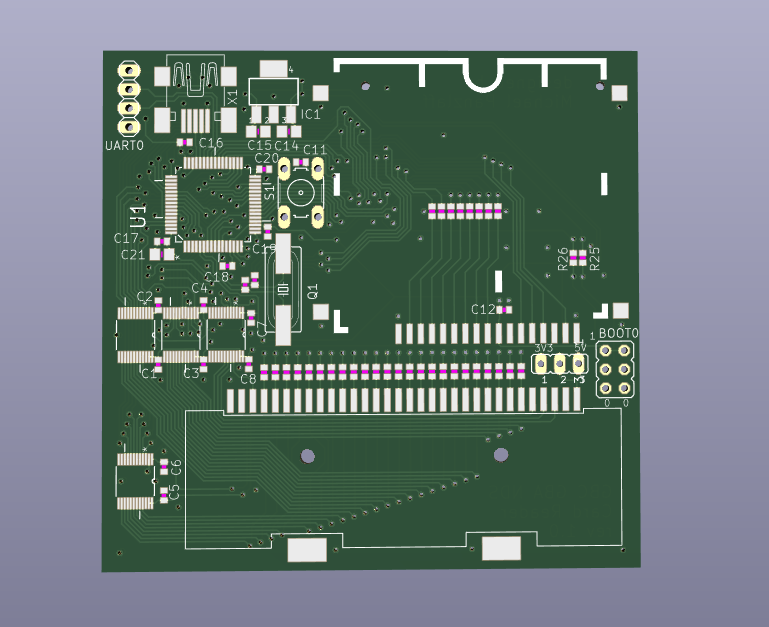 4
X1
IC1
1 2 3
C15 C14
UART0
C16
C20
C11
S1
U1
C17
C21
*
C19
C18
R26
R25
Q1
C2
C4
C12
C7
1
BOOT0
3V3 5V
C1
C3
C8
1 2 3
0 0
*
C6
C5